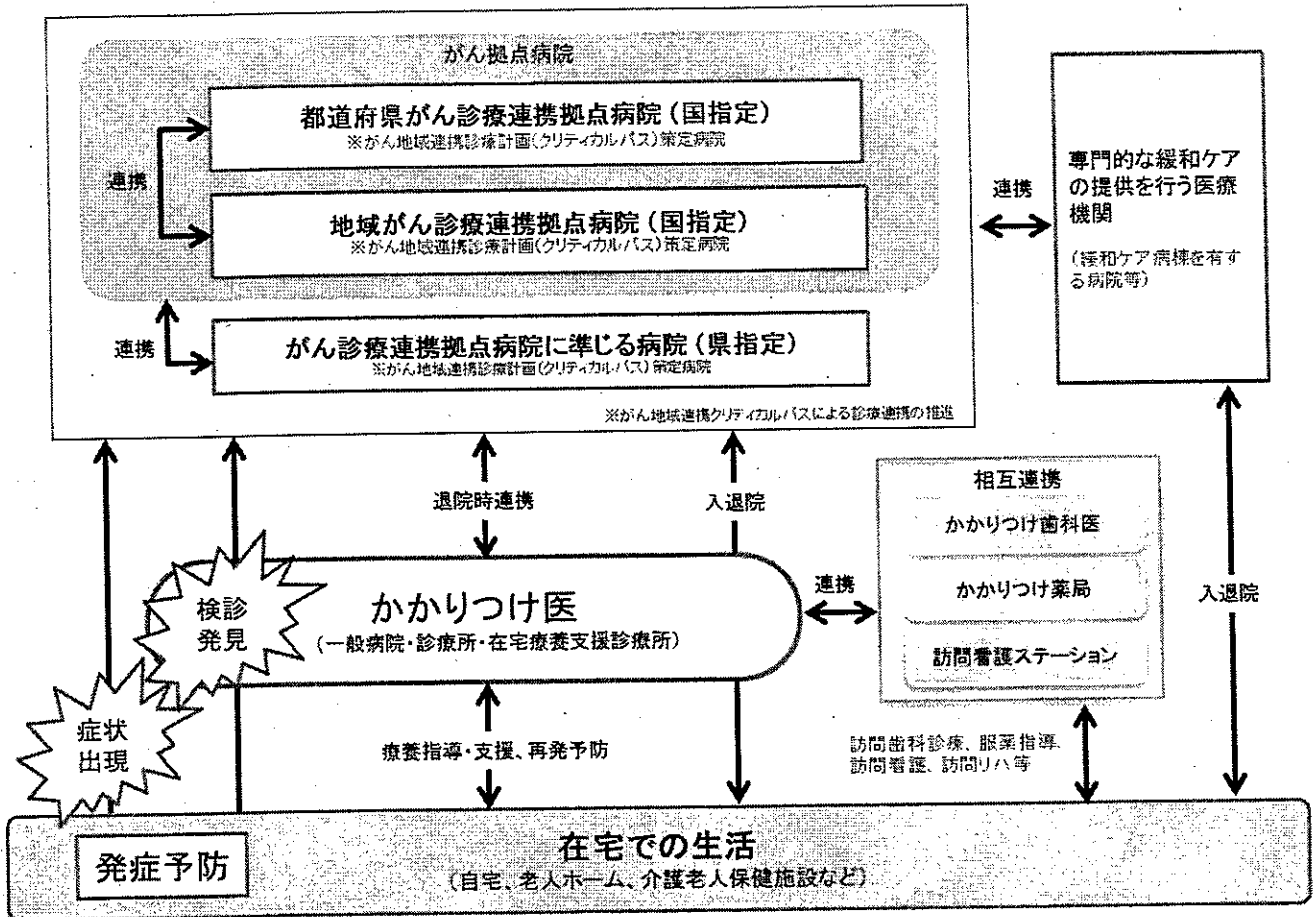 がん拠点病院
都道府県がん診療連携拠点病院（国指定）
※がん地域連携診療計画(クリティカルパス)策定病院
連携
地域がん診療連携拠点病院（国指定）
※がん地域連携診療計画(クリティカルパス)策定病院
連携
がん診療連携拠点病院に準じる病院（県指定）
※がん地域連携診療計画(クリティカルパス)策定病院
※がん地域連携クリティカルパスによる診療連携の推進
連携
専門的な緩和ケア
の提供を行う医療
機関
（緩和ケア病棟を有す
る病院等）
退院時連携
入退院
相互連携
かかりつけ歯科医
かかりつけ薬局
訪問看護ステーション
入退院
検診
発見
かかりつけ医
（一般病院・診療所・在宅療養支援診療所）
連携
症状
出現
療養指導・支援、再発予防
訪問歯科診療、服薬指導、
訪問看護、訪問リハ等
発症予防
在宅での生活
（自宅、老人ホーム、介護老人保健施設など）